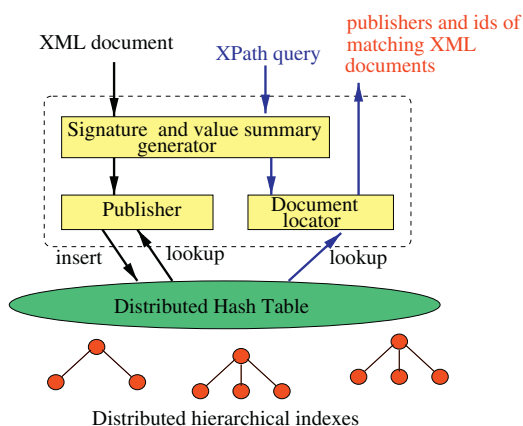 publishers and ids of
matching XML
documents
XML document
XPath query
Signature and value summary
generator
Publisher
Document
locator
insert
lookup
lookup
Distributed Hash Table
Distributed hierarchical indexes